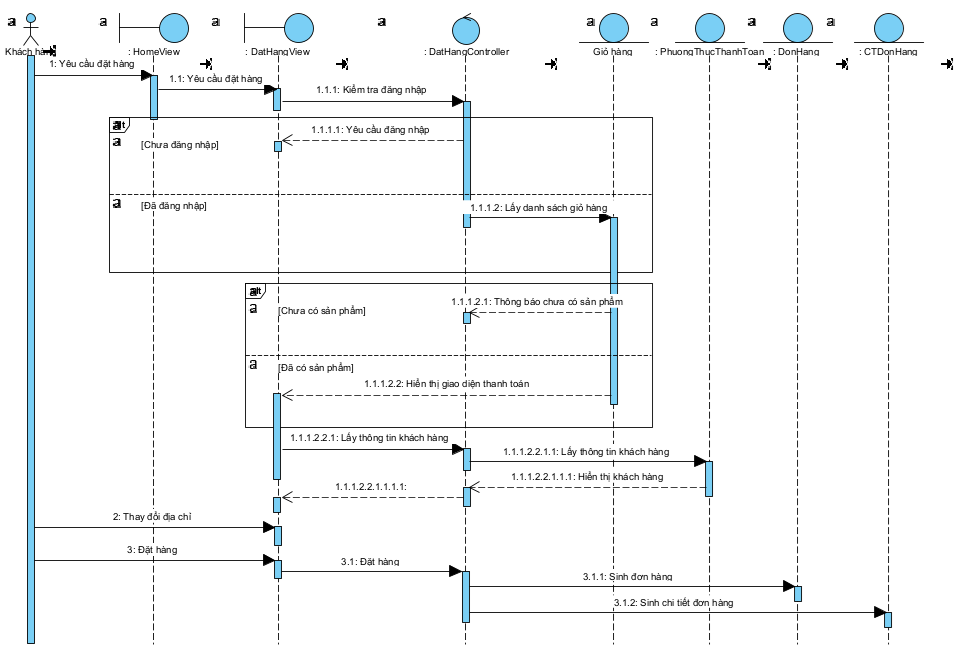 a a a a a a a a
Khách hàng : HomeView : DatHangView : DatHangController Giỏ hàng : PhuongThucThanhToan : DonHang : CTDonHang
1: Yêu cầu đặt hàng
1.1: Yêu cầu đặt hàng
1.1.1: Kiểm tra đăng nhập
alt
1.1.1.1: Yêu cầu đăng nhập
a [Chưa đăng nhập]
a [Đã đăng nhập]
1.1.1.2: Lấy danh sách giỏ hàng
alt
1.1.1.2.1: Thông báo chưa có sản phẩm
a [Chưa có sản phẩm]
a [Đã có sản phẩm]
1.1.1.2.2: Hiển thị giao diện thanh toán
1.1.1.2.2.1: Lấy thông tin khách hàng
1.1.1.2.2.1.1: Lấy thông tin khách hàng
1.1.1.2.2.1.1.1: Hiển thị khách hàng
1.1.1.2.2.1.1.1.1:
2: Thay đổi địa chỉ
3: Đặt hàng
3.1: Đặt hàng
3.1.1: Sinh đơn hàng
3.1.2: Sinh chi tiết đơn hàng